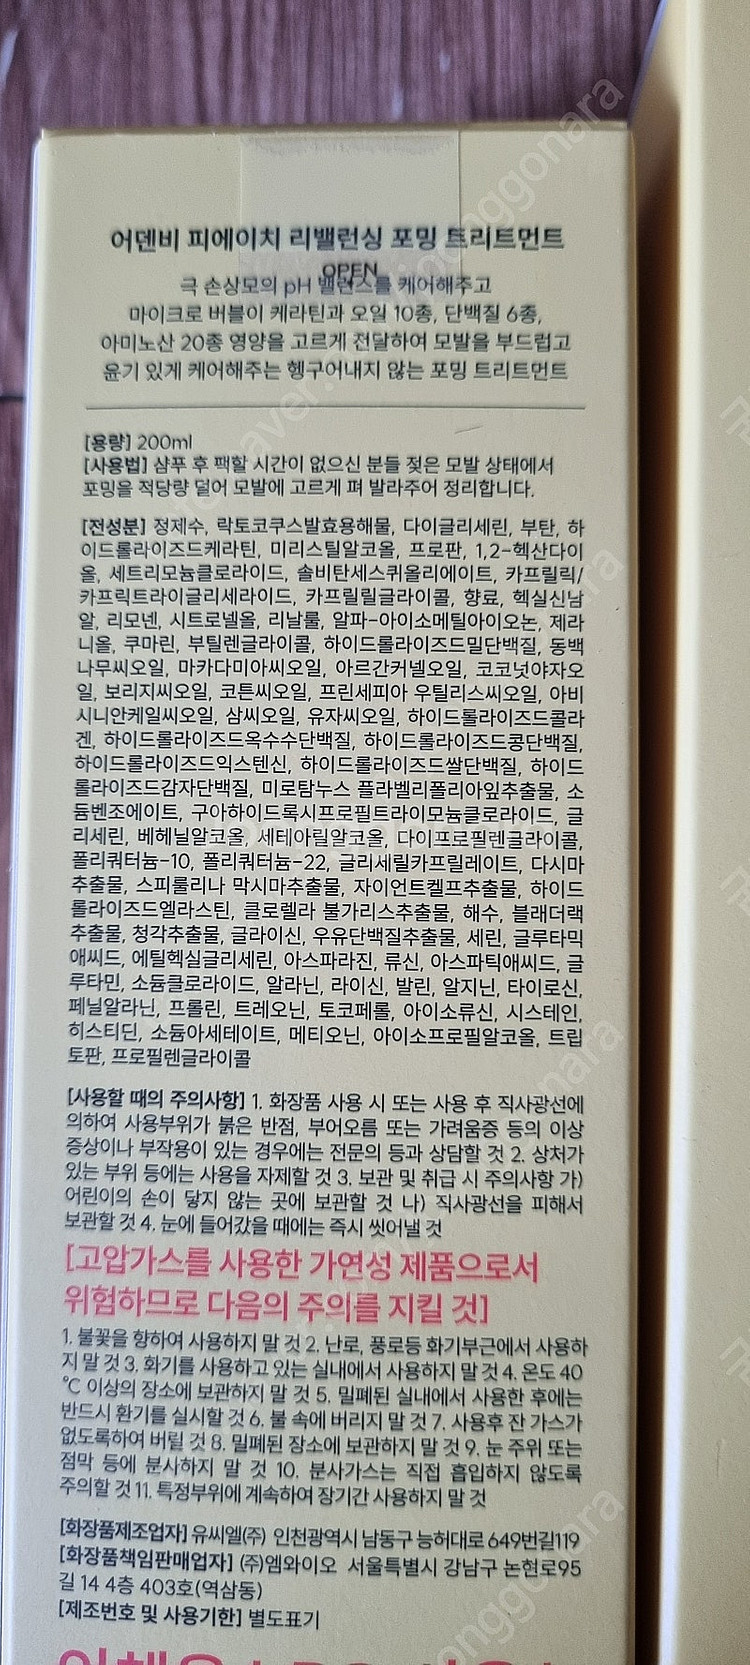 어덴비 피에이치 리밸런싱 포밍 트리트먼트
OPEN
극 손상모의 pH 밸런스를 케어해주고
마이크로 버블이 케라틴과 오일 10종, 단백질 6종,
아미노산 20종 영양을 고르게 전달하여 모발을 부드럽고
윤기 있게 케어해주는 헹구어내지 않는 포밍 트리트먼트
[용량] 200ml
[사용법] 샴푸 후 팩할 시간이 없으신 분들 젖은 모발 상태에서
포밍을 적당량 덜어 모발에 고르게 펴 발라주어 정리합니다.
[전성분] 정제수, 락토코쿠스발효용해물, 다이글리세린, 부탄, 하
이드롤라이즈드케라틴, 미리스틸알코올, 프로판, 1,2-헥산다이
올, 세트리모늄클로라이드, 솔비탄세스퀴올리에이트, 카프릴릭/
카프릭트라이글리세라이드, 카프릴릴글라이콜, 향료, 헥실신남
알, 리모넨, 시트로넬올, 리날룰, 알파-아이소메틸아이오논, 제라
니올, 쿠마린, 부틸렌글라이콜, 하이드롤라이즈드밀단백질, 동백
나무씨오일, 마카다미아씨오일, 아르간커넬오일, 코코넛야자오
일, 보리지씨오일, 코튼씨오일, 프린세피아 우틸리스씨오일, 아비
시니안케일씨오일, 삼씨오일, 유자씨오일, 하이드롤라이즈드콜라
겐, 하이드롤라이즈드옥수수단백질, 하이드롤라이즈드콩단백질,
하이드롤라이즈드익스텐신, 하이드롤라이즈드쌀단백질, 하이드
롤라이즈드감자단백질, 미로탐누스 플라벨리폴리아잎추출물, 소
듐벤조에이트, 구아하이드록시프로필트라이모늄클로라이드, 글
리세린, 베헤닐알코올, 세테아릴알코올, 다이프로필렌글라이콜,
폴리쿼터늄-10, 폴리쿼터늄-22, 글리세릴카프릴레이트, 다시마
추출물, 스피룰리나 막시마추출물, 자이언트켈프추출물, 하이드
롤라이즈드엘라스틴, 클로렐라 불가리스추출물, 해수, 블래더랙
추출물, 청각추출물, 글라이신, 우유단백질추출물, 세린, 글루타믹
애씨드, 에틸헥실글리세린, 아스파라진, 류신, 아스파틱애씨드, 글
루타민, 소듐클로라이드, 알라닌, 라이신, 발린, 알지닌, 타이로신,
페닐알라닌, 프롤린, 트레오닌, 토코페롤, 아이소류신, 시스테인,
히스티딘, 소듐아세테이트, 메티오닌, 아이소프로필알코올, 트립
토판, 프로필렌글라이콜
[사용할 때의 주의사항] 1. 화장품 사용 시 또는 사용 후 직사광선에
의하여 사용부위가 붉은 반점, 부어오름 또는 가려움증 등의 이상
증상이나 부작용이 있는 경우에는 전문의 등과 상담할 것 2. 상처가
있는 부위 등에는 사용을 자제할 것 3. 보관 및 취급 시 주의사항 가)
어린이의 손이 닿지 않는 곳에 보관할 것 나) 직사광선을 피해서
보관할 것 4. 눈에 들어갔을 때에는 즉시 씻어낼 것
[고압가스를 사용한 가연성 제품으로서
위험하므로 다음의 주의를 지킬 것]
1. 불꽃을 향하여 사용하지 말 것 2. 난로, 풍로등 화기부근에서 사용하
지 말 것 3. 화기를 사용하고 있는 실내에서 사용하지 말 것 4. 온도 40
℃ 이상의 장소에 보관하지 말 것 5. 밀폐된 실내에서 사용한 후에는
반드시 환기를 실시할 것 6. 불 속에 버리지 말 것 7. 사용후 잔 가스가
없도록하여 버릴 것 8. 밀폐된 장소에 보관하지 말 것 9. 눈 주위 또는
점막 등에 분사하지 말 것 10. 분사가스는 직접 흡입하지 않도록
주의할 것 11. 특정부위에 계속하여 장기간 사용하지 말 것
[화장품제조업자] 유씨엘(주) 인천광역시 남동구 능허대로 649번길119
[화장품책임판매업자] (주)엠와이오 서울특별시 강남구 논현로95
길 14 4층 403호(역삼동)
[제조번호 및 사용기한] 별도표기